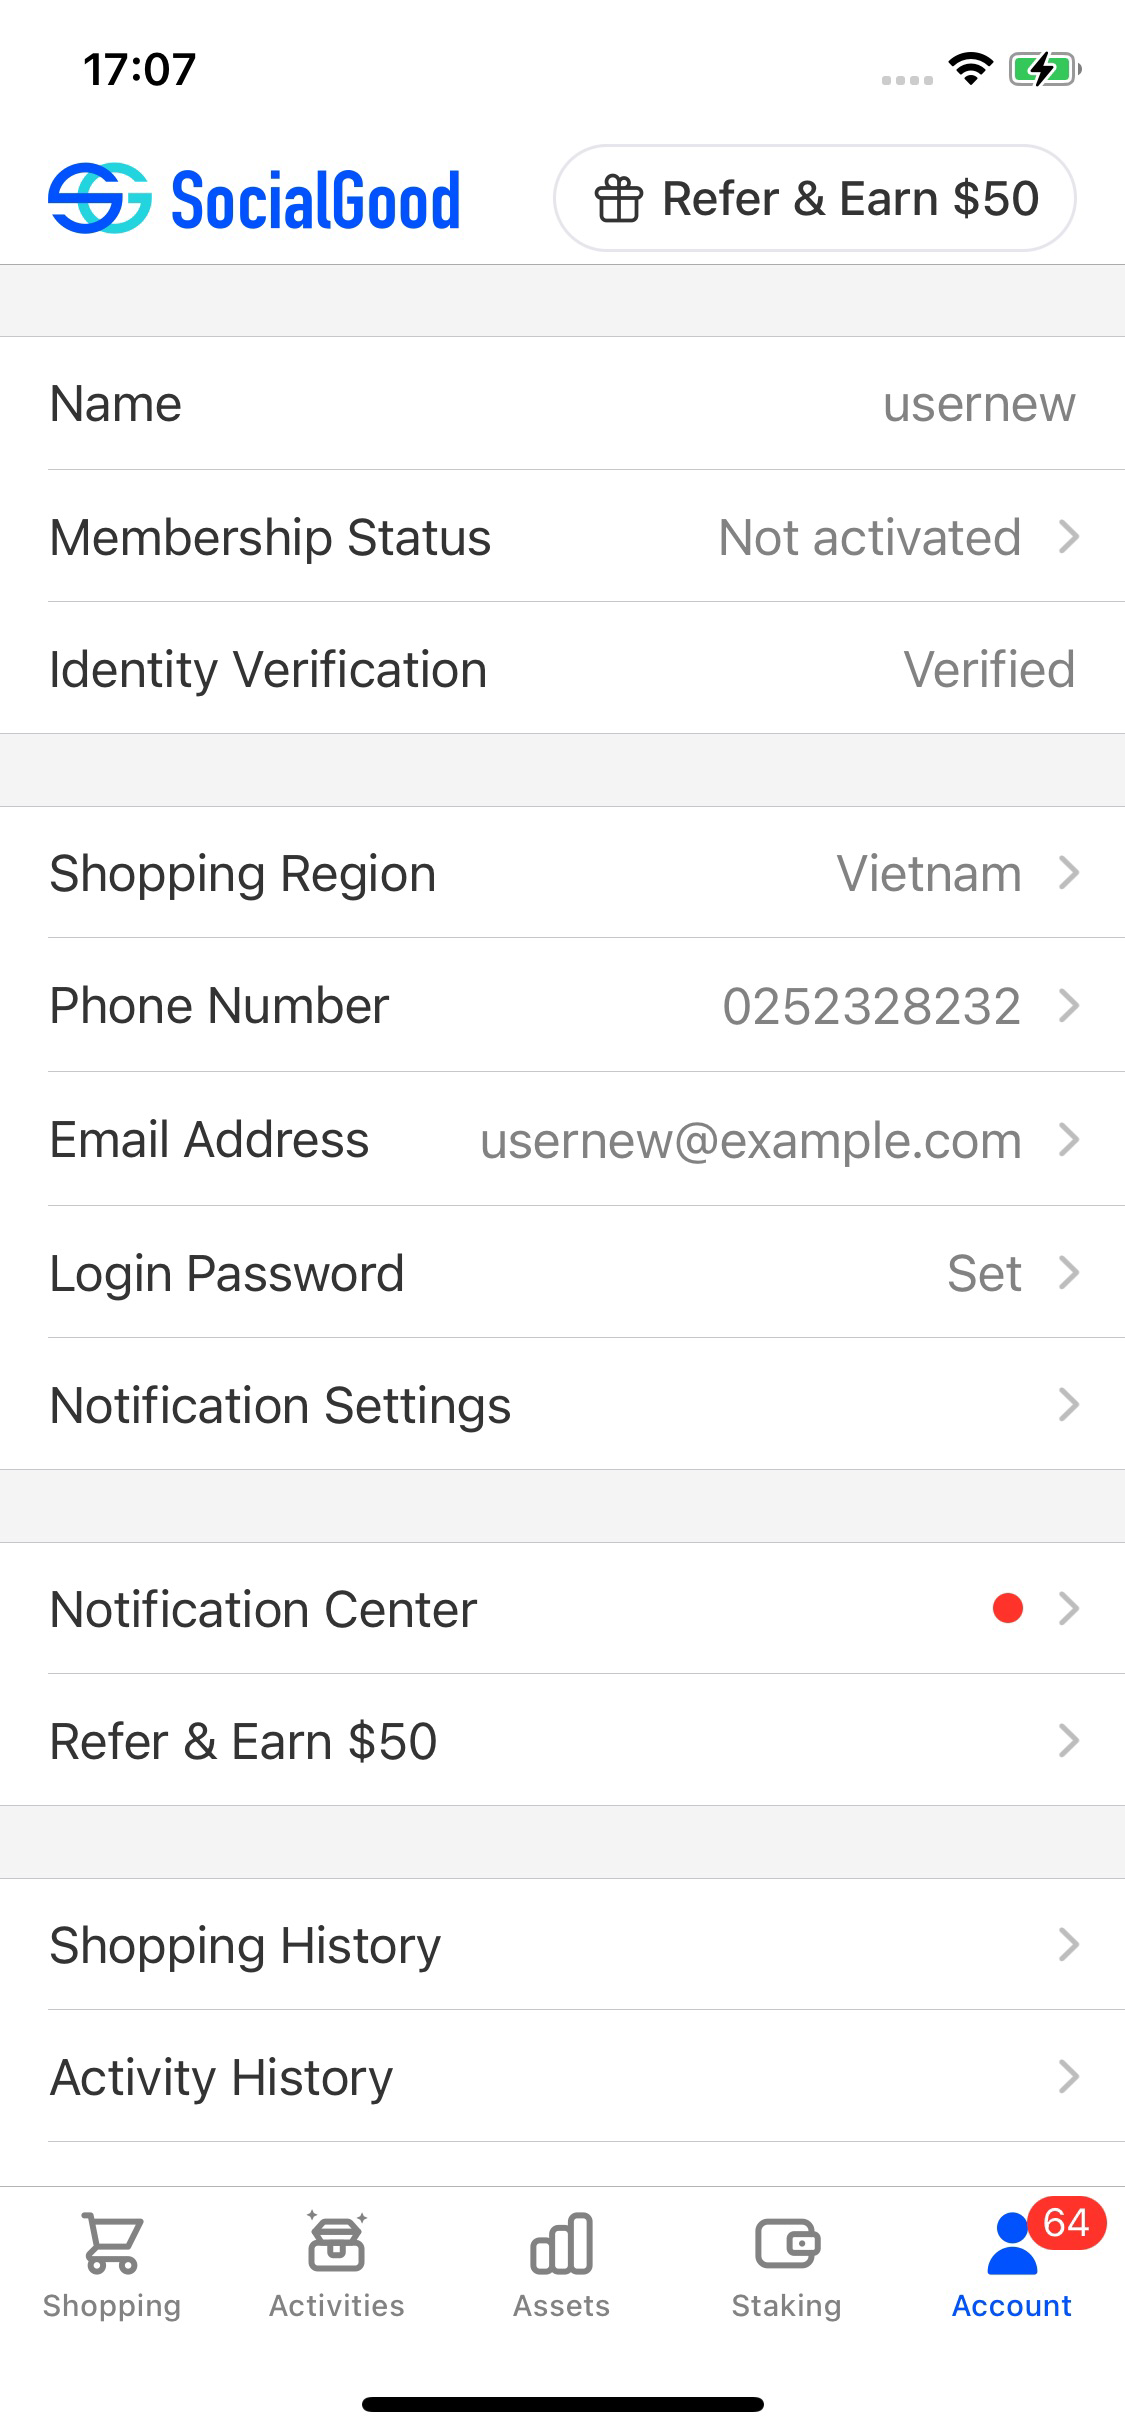 17:07
SocialGood
Refer & Earn $50
Name usernew
Membership Status Not activated
Identity Verification Verified
Shopping Region Vietnam
Phone Number 0252328232
Email Address usernew@example.com
Login Password Set
Notification Settings
Notification Center
Refer & Earn $50
Shopping History
Activity History
64
Shopping Activities Assets Staking Account